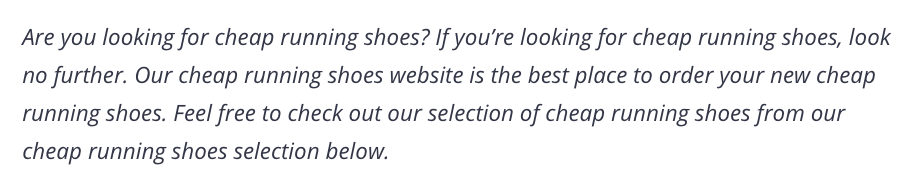 Are you looking for cheap running shoes? If you’re looking for cheap running shoes, look
no further. Our cheap running shoes website is the best place to order your new cheap
running shoes. Feel free to check out our selection of cheap running shoes from our
cheap running shoes selection below.